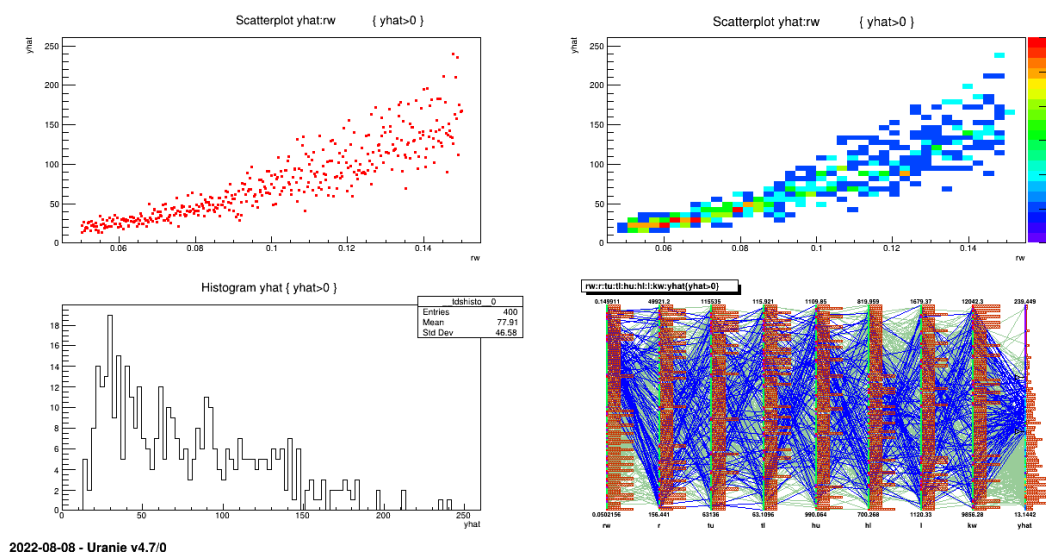 Scatterplot yhat:rw { yhat>0 }
yhat
250
200
150
100
50
0
0.06 0.08 0.1 0.12 0.14
rw
Scatterplot yhat:rw { yhat>0 }
yhat
250
200
150
100
50
0
0.06 0.08 0.1 0.12 0.14
rw
Histogram yhat { yhat>0 }
__tdshisto__0
Entries 400
Mean 77.91
Std Dev 46.58
18
16
14
12
10
8
6
4
2
0
0 50 100 150 200 250
yhat
rw:r:tu:tl:hu:hl:l:kw:yhat{yhat>0}
0.149911 49921.2 115535 115.921 1109.85 819.959 1679.37 12042.3 239.449
0.0502156 156.441 63136 63.1096 990.064 700.268 1120.33 9856.28 13.1442
rw r tu tl hu hl l kw yhat
2022-08-08 - Uranie v4.7/0